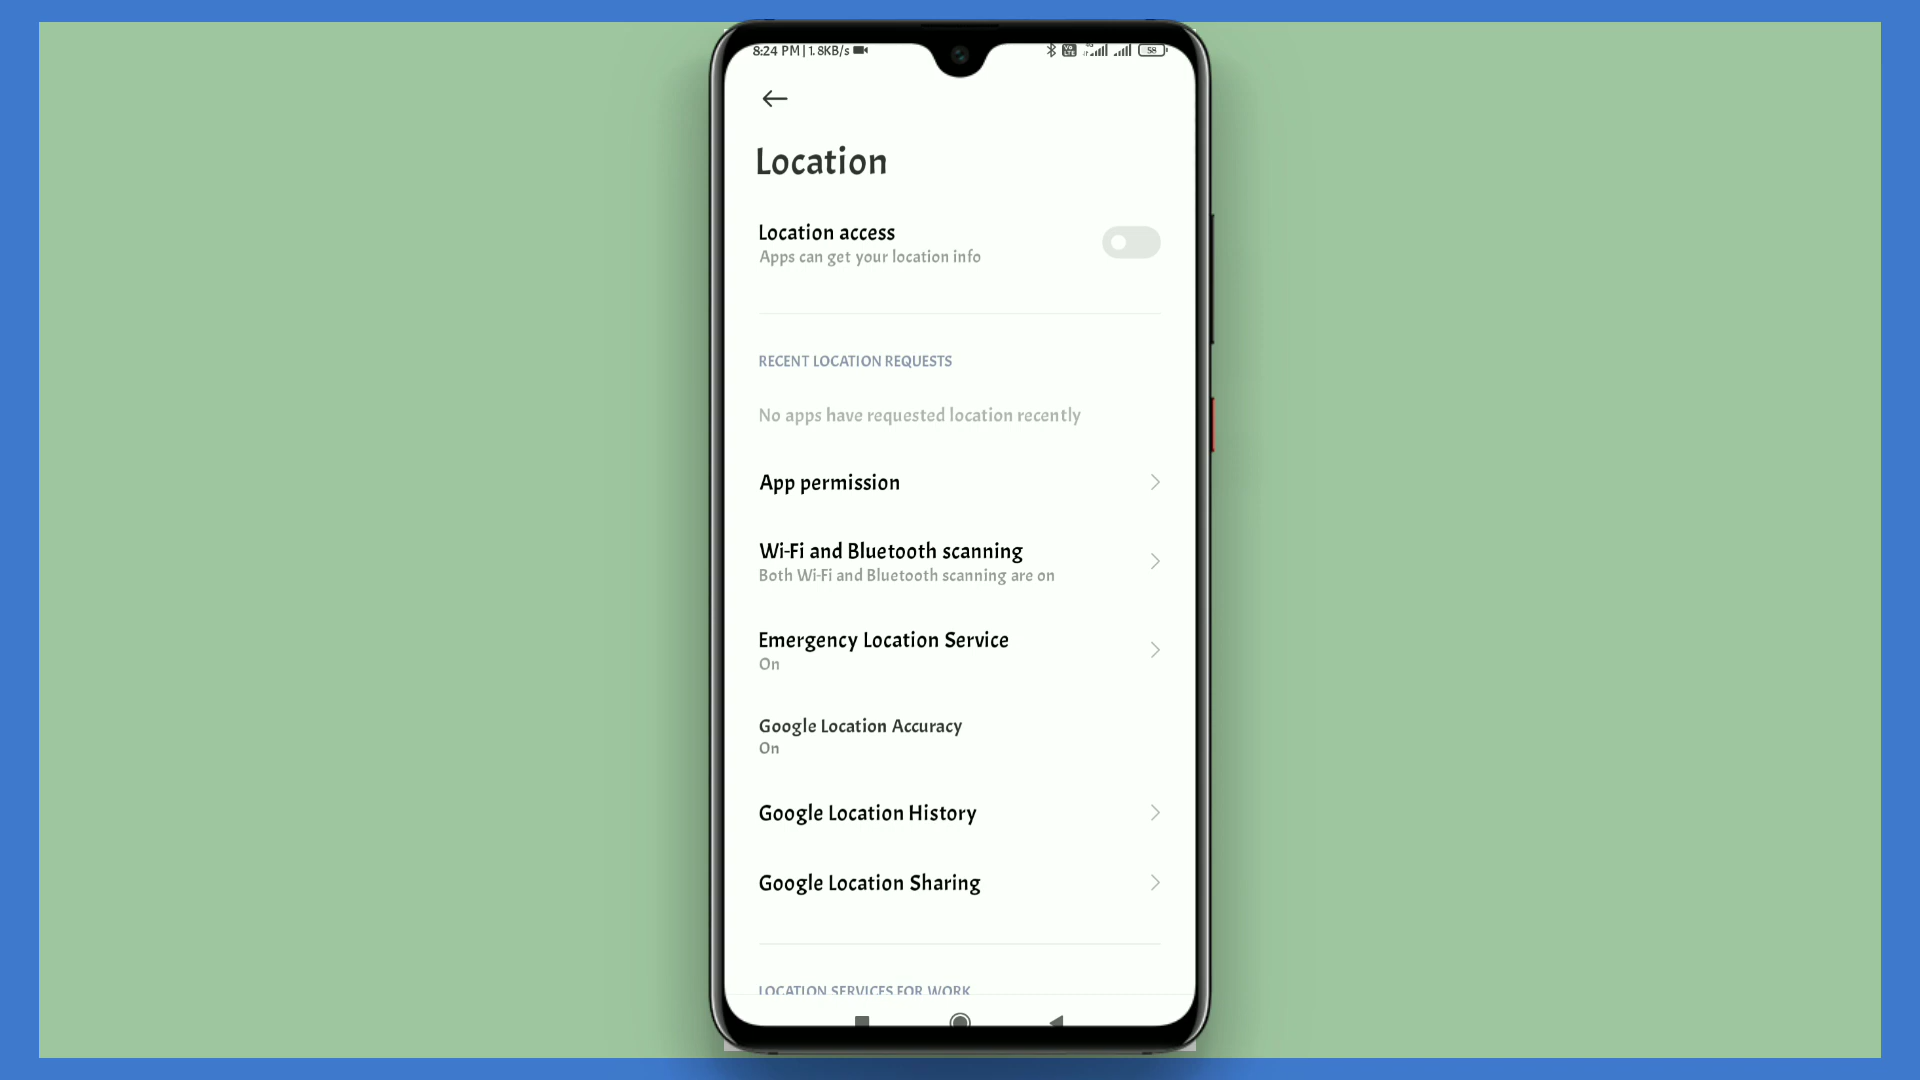 8:24 PM | 1.8KB/s
58
Location
Location access
Apps can get your location info
RECENT LOCATION REQUESTS
No apps have requested location recently
App permission
Wi-Fi and Bluetooth scanning
Both Wi-Fi and Bluetooth scanning are on
Emergency Location Service
On
Google Location Accuracy
On
Google Location History
Google Location Sharing
LOCATION SERVICES FOR WORK